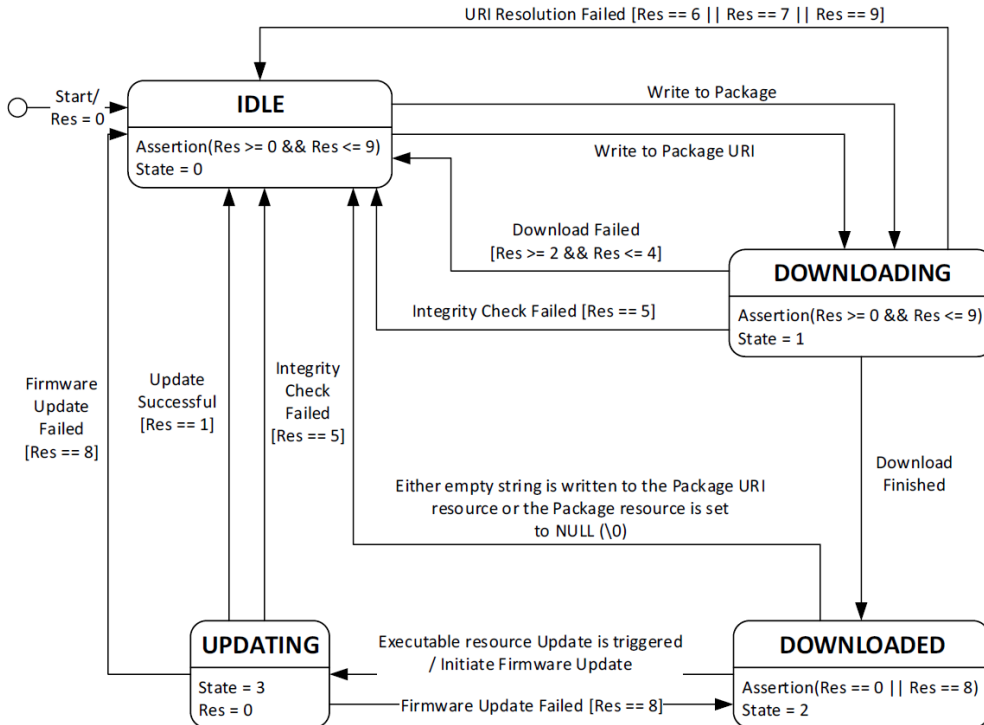 URI Resolution Failed [Res == 6 || Res == 7 || Res == 9]
Start/
Res = 0
IDLE
Assertion(Res >= 0 && Res <= 9)
State = 0
Write to Package
Write to Package URI
Download Failed
[Res >= 2 && Res <= 4]
Integrity Check Failed [Res == 5]
DOWNLOADING
Assertion(Res >= 0 && Res <= 9)
State = 1
Firmware
Update
Failed
[Res == 8]
Update
Successful
[Res == 1]
Integrity
Check
Failed
[Res == 5]
Download
Finished
Either empty string is written to the Package URI
resource or the Package resource is set
to NULL (\0)
UPDATING
State = 3
Res = 0
Executable resource Update is triggered
/ Initiate Firmware Update
Firmware Update Failed [Res == 8]
DOWNLOADED
Assertion(Res == 0 || Res == 8)
State = 2